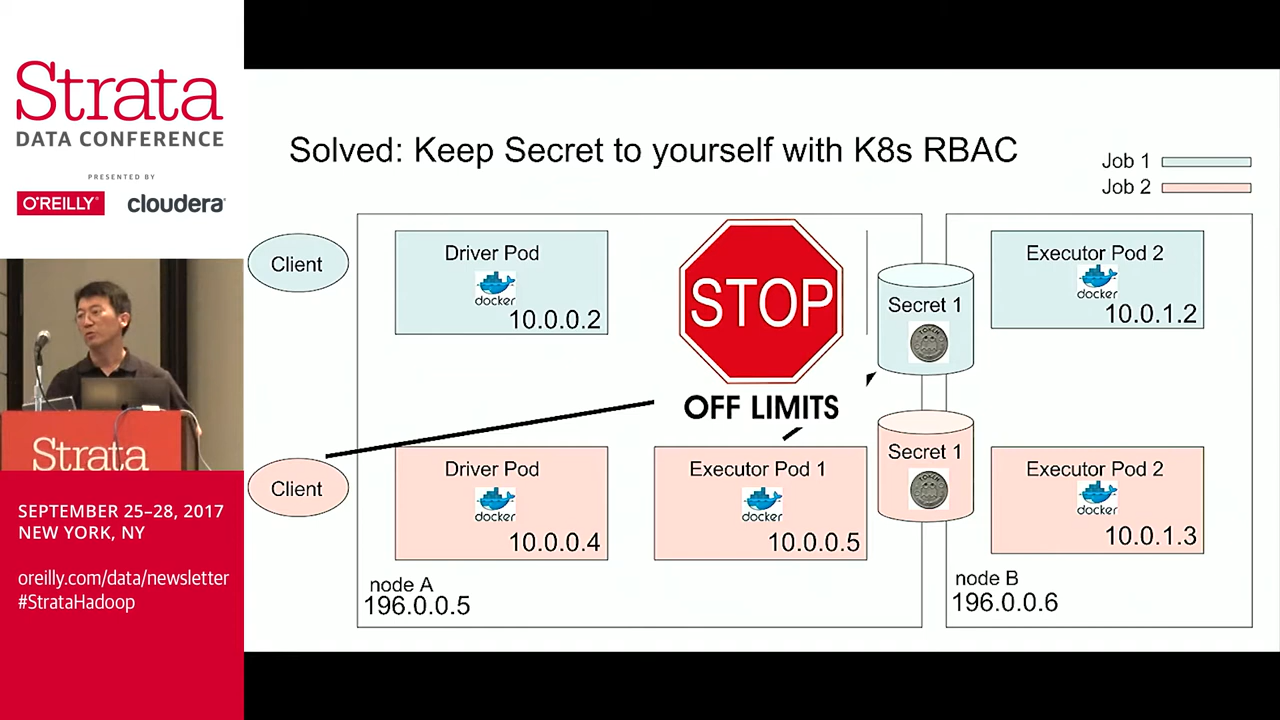 Strata
DATA CONFERENCE
PRESENTED BY
O'REILLY
cloudera
Strata
SEPTEMBER 25–28, 2017
NEW YORK, NY
oreilly.com/data/newsletter
#StrataHadoop
Solved: Keep Secret to yourself with K8s RBAC
Job 1
Job 2
Client
Driver Pod
docker
10.0.0.2
STOP
OFF LIMITS
Secret 1
TOKEN
Executor Pod 2
docker
10.0.1.2
Client
Driver Pod
docker
10.0.0.4
Executor Pod 1
docker
10.0.0.5
Secret 1
TOKEN
Executor Pod 2
docker
10.0.1.3
node A
196.0.0.5
node B
196.0.0.6